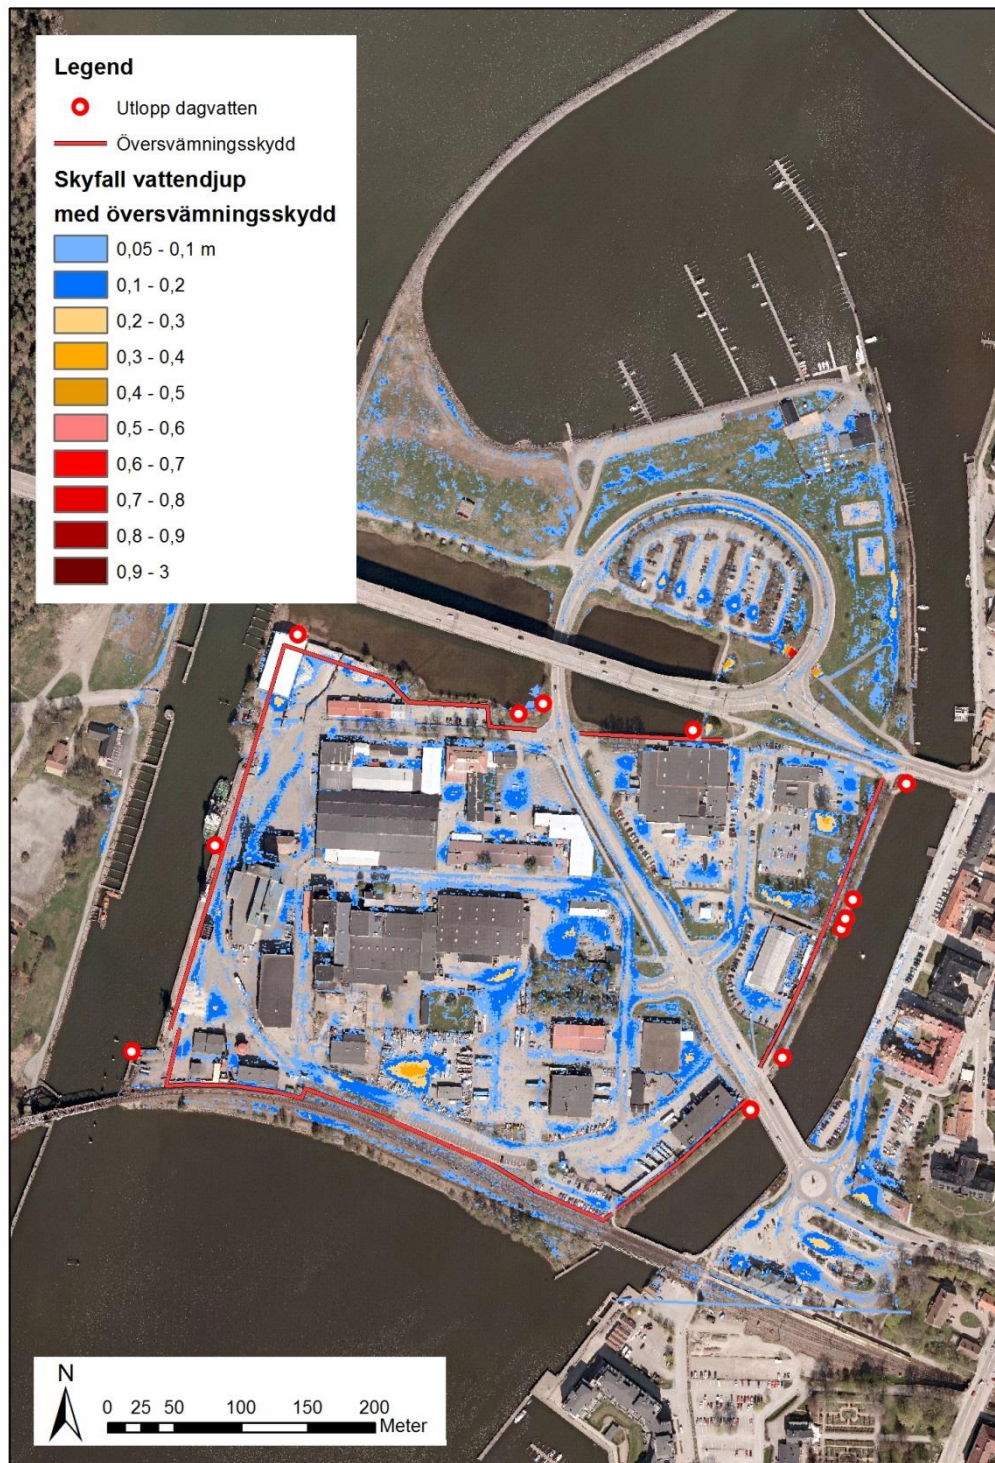 Legend
Utlopp dagvatten
Översvämningsskydd
Skyfall vattendjup
med översvämningsskydd
0,05 - 0,1 m
0,1 - 0,2
0,2 - 0,3
0,3 - 0,4
0,4 - 0,5
0,5 - 0,6
0,6 - 0,7
0,7 - 0,8
0,8 - 0,9
0,9 - 3
N
0 25 50 100 150 200
Meter